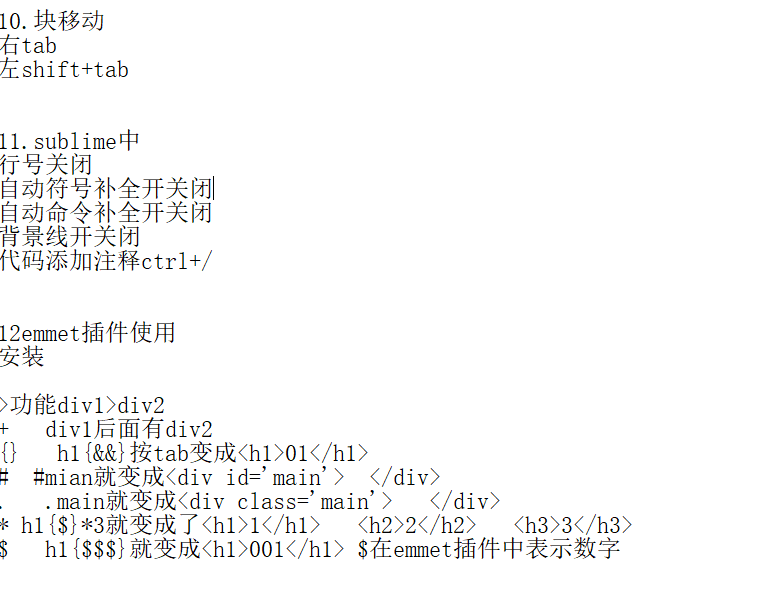 10.块移动
右tab
左shift+tab
11.sublime中
行号关闭
自动符号补全开关闭
自动命令补全开关闭
背景线开关闭
代码添加注释ctrl+/
12emmet插件使用
安装
>功能div1>div2
+   div1后面有div2
{}   h1{&&}按tab变成<h1>01</h1>
#  #mian就变成<div id='main'>  </div>
.   .main就变成<div class='main'>   </div>
* h1{$}*3就变成了<h1>1</h1>   <h2>2</h2>   <h3>3</h3>
$   h1{$$$}就变成<h1>001</h1> $在emmet插件中表示数字